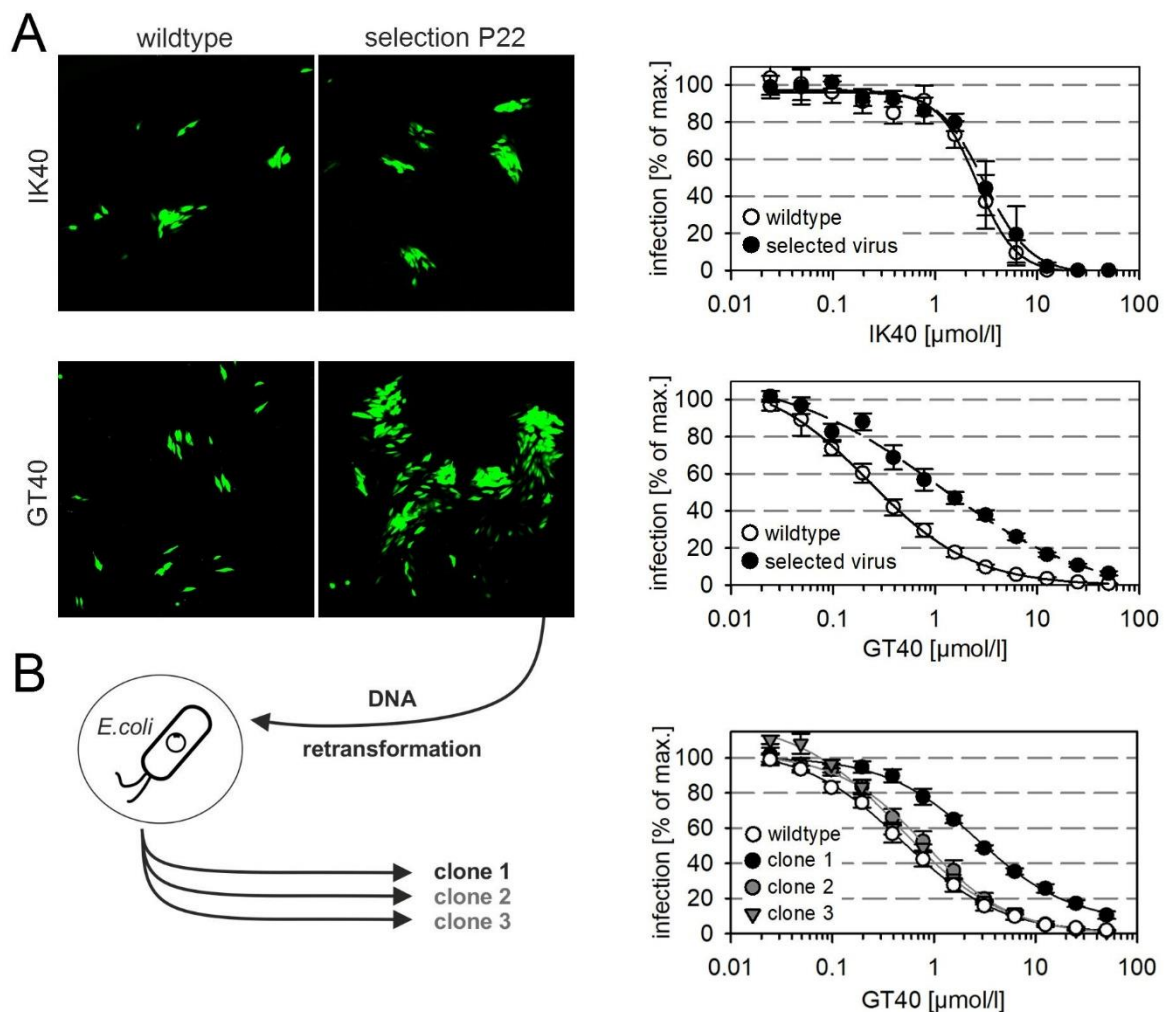 A
wildtype
selection P22
IK40
GT40
infection [% of max.]
100
80
60
40
20
0
wildtype
selected virus
0.01
0.1
1
10
100
IK40 [µmol/l]
infection [% of max.]
100
80
60
40
20
0
wildtype
selected virus
0.01
0.1
1
10
100
GT40 [µmol/l]
B
E.coli
DNA
retransformation
clone 1
clone 2
clone 3
infection [% of max.]
100
80
60
40
20
0
wildtype
clone 1
clone 2
clone 3
0.01
0.1
1
10
100
GT40 [µmol/l]